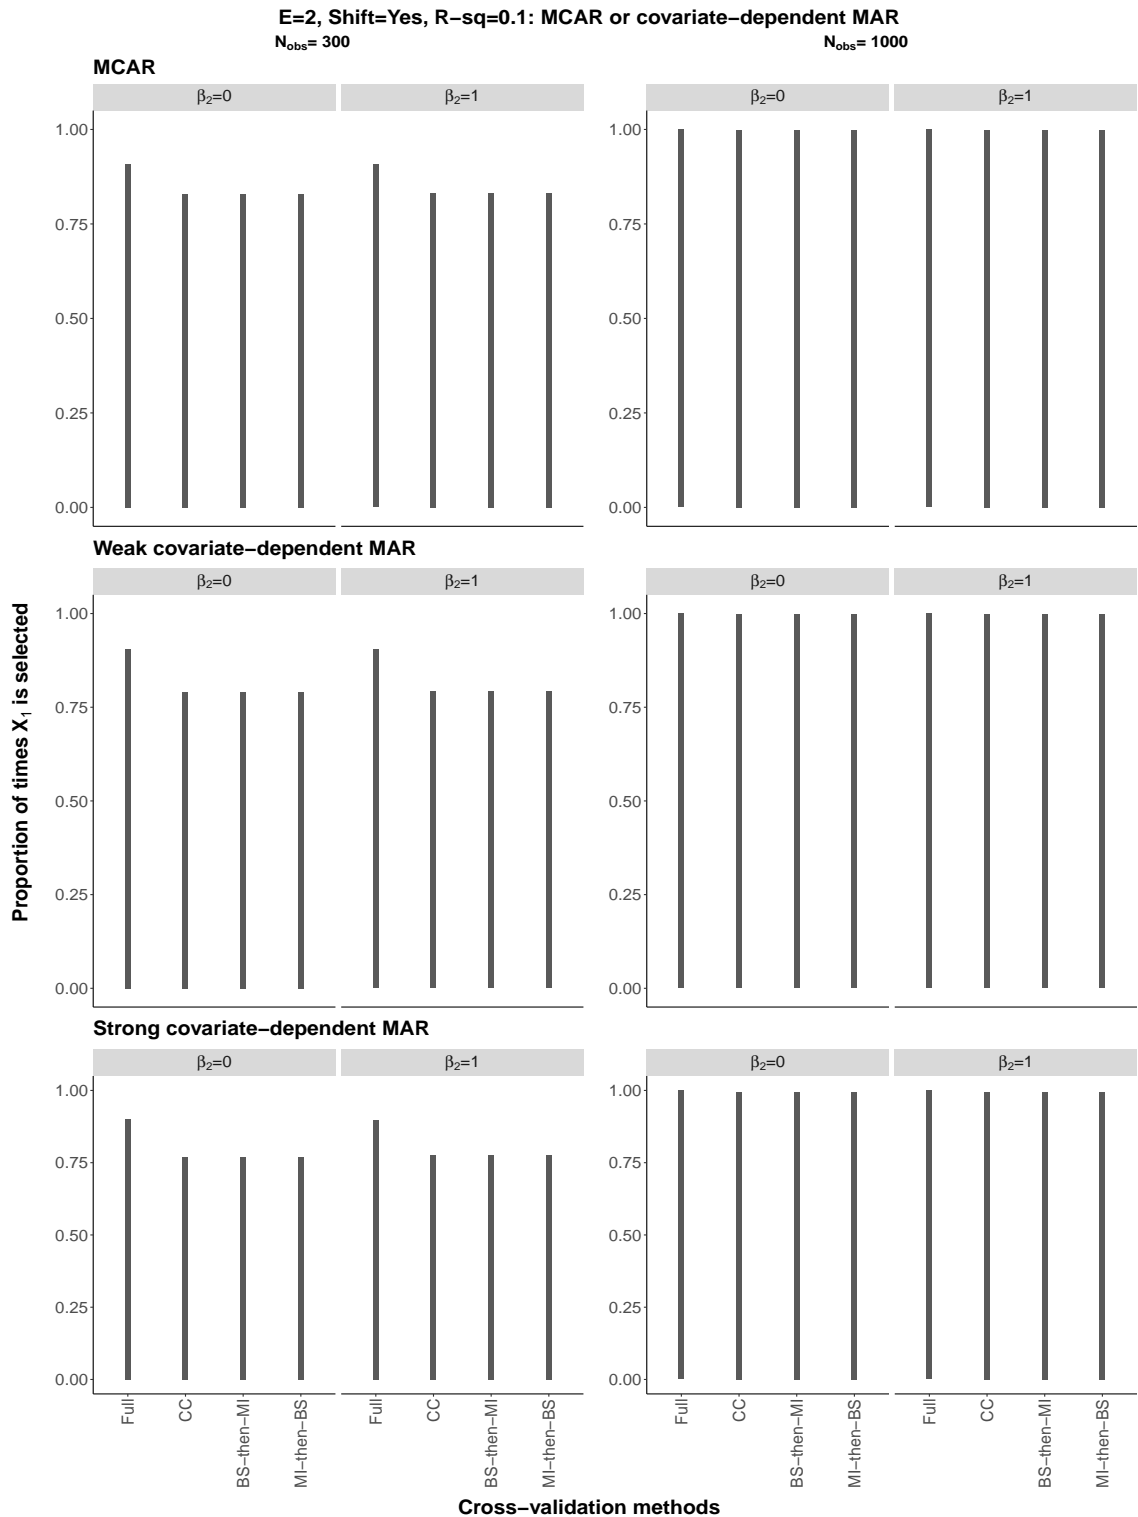 E=2, Shift=Yes, R−sq=0.1: MCAR or covariate−dependent MAR
Nobs= 300
Nobs= 1000
MCAR
β2=0
β2=1
β2=0
β2=1
1.00
0.75
0.50
0.25
0.00
1.00
0.75
0.50
0.25
0.00
Weak covariate−dependent MAR
β2=0
β2=1
β2=0
β2=1
1.00
0.75
0.50
0.25
0.00
1.00
0.75
0.50
0.25
0.00
Proportion of times X1 is selected
Strong covariate−dependent MAR
β2=0
β2=1
β2=0
β2=1
1.00
0.75
0.50
0.25
0.00
1.00
0.75
0.50
0.25
0.00
Full
CC
BS−then−MI
MI−then−BS
Full
CC
BS−then−MI
MI−then−BS
Full
CC
BS−then−MI
MI−then−BS
Full
CC
BS−then−MI
MI−then−BS
Cross−validation methods